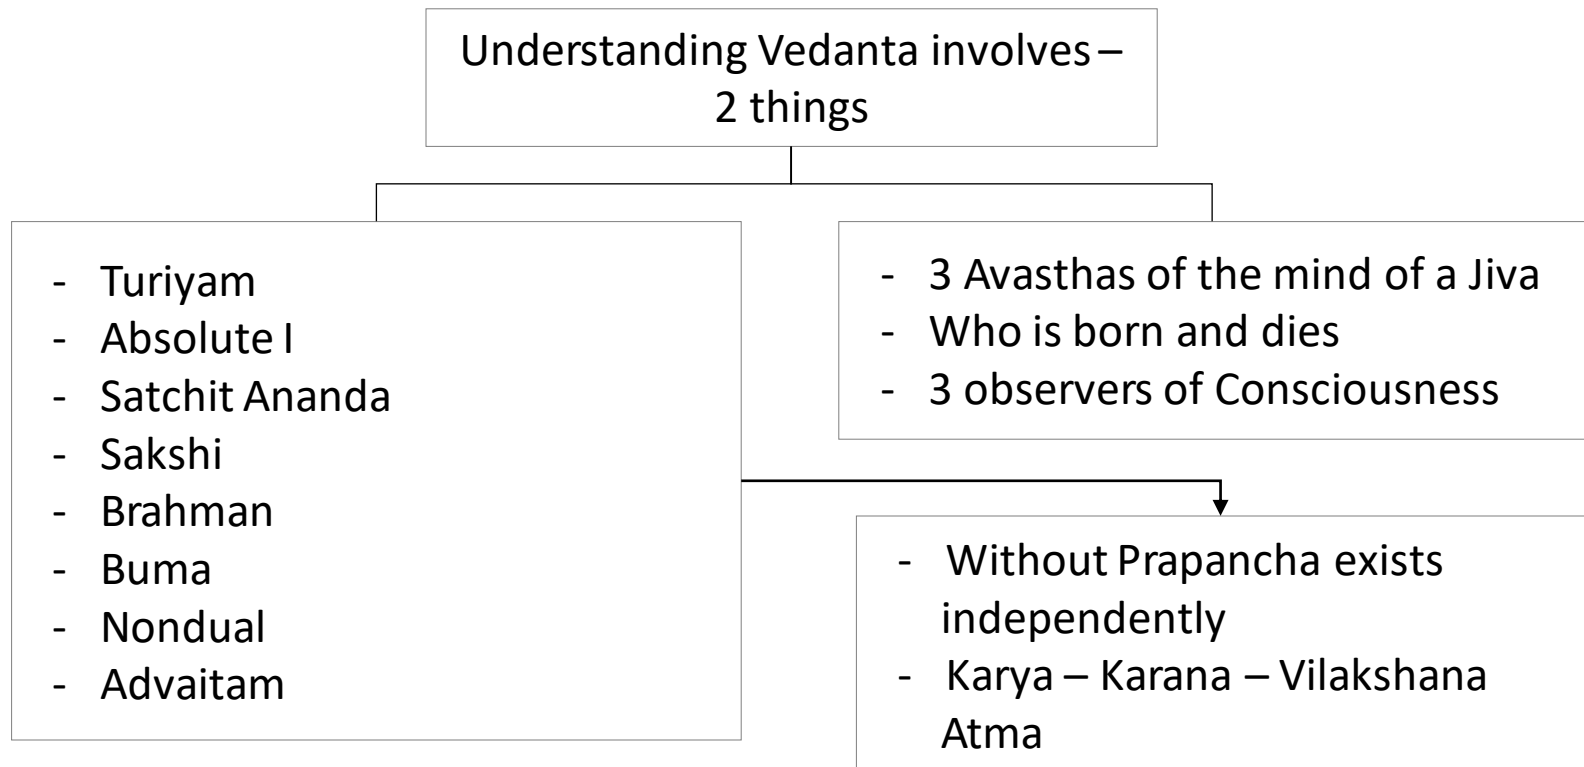 Understanding Vedanta involves –
2 things
- Turiyam
- Absolute I
- Satchit Ananda
- Sakshi
- Brahman
- Buma
- Nondual
- Advaitam
- 3 Avasthas of the mind of a Jiva
- Who is born and dies
- 3 observers of Consciousness
- Without Prapancha exists
independently
- Karya – Karana – Vilakshana
Atma